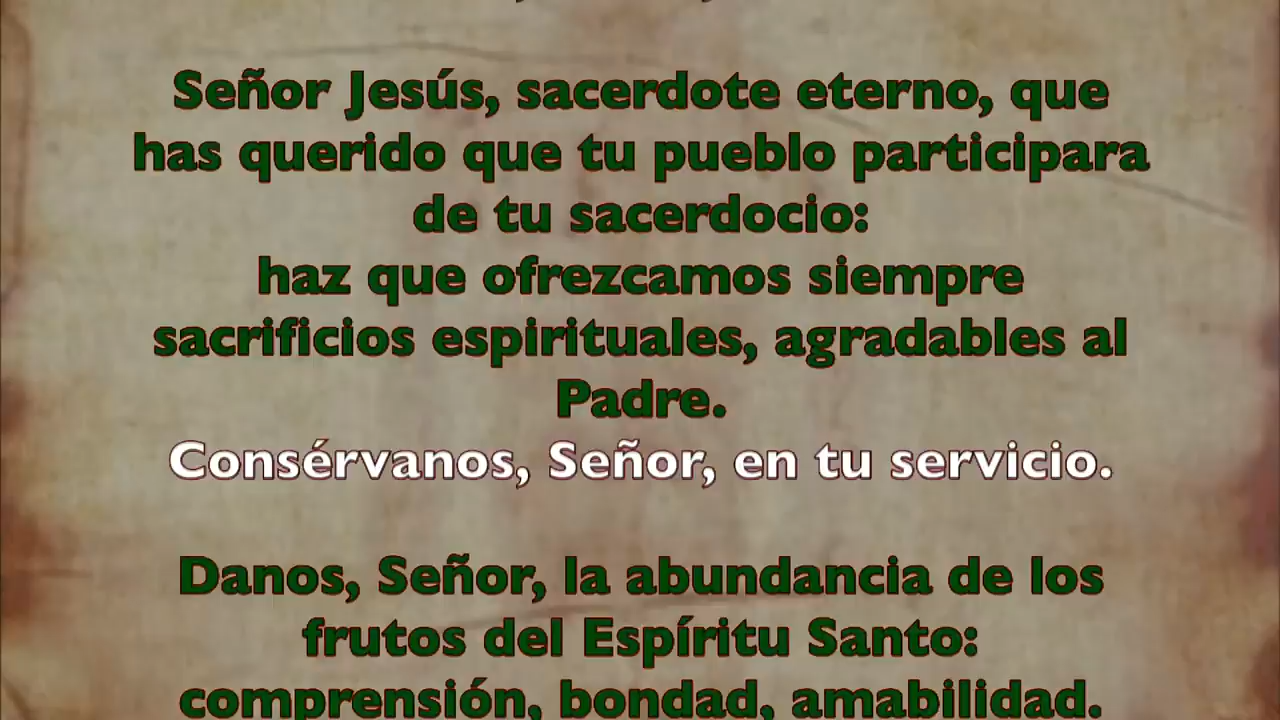 Señor Jesús, sacerdote eterno, que
has querido que tu pueblo participara
de tu sacerdocio:
haz que ofrezcamos siempre
sacrificios espirituales, agradables al
Padre.
Consérvanos, Señor, en tu servicio.
Danos, Señor, la abundancia de los
frutos del Espíritu Santo:
comprensión, bondad, amabilidad.